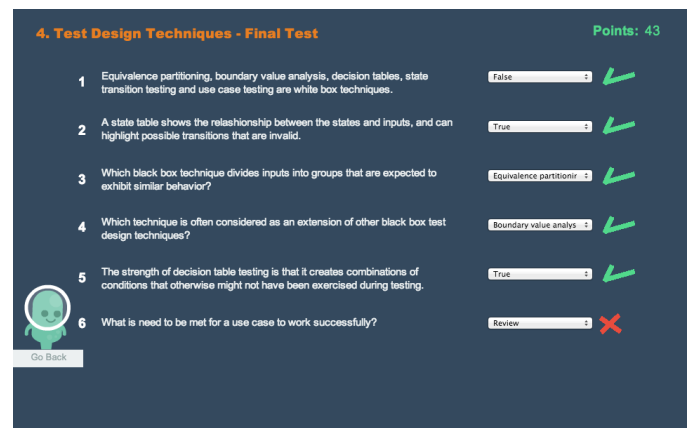 4. Test Design Techniques - Final Test
Points: 43
1
Equivalence partitioning, boundary value analysis, decision tables, state
transition testing and use case testing are white box techniques.
False
2
A state table shows the relashionship between the states and inputs, and can
highlight possible transitions that are invalid.
True
3
Which black box technique divides inputs into groups that are expected to
exhibit similar behavior?
Equivalence partitionir
4
Which technique is often considered as an extension of other black box test
design techniques?
Boundary value analys
5
The strength of decision table testing is that it creates combinations of
conditions that otherwise might not have been exercised during testing.
True
6
What is need to be met for a use case to work successfully?
Review
Go Back